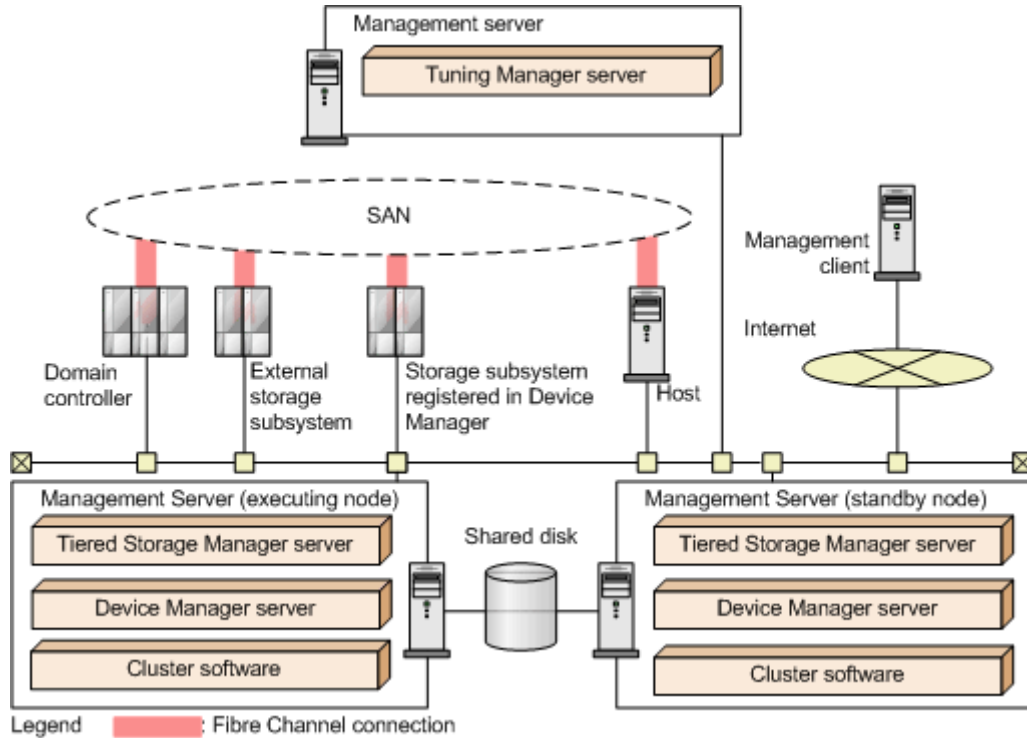 Management server
Tuning Manager server
SAN
Management
client
Internet
Domain
controller
External
storage
subsystem
Storage subsystem
registered in Device
Manager
Host
Management Server (executing node)
Tiered Storage Manager server
Device Manager server
Cluster software
Shared disk
Management Server (standby node)
Tiered Storage Manager server
Device Manager server
Cluster software
Legend : Fibre Channel connection